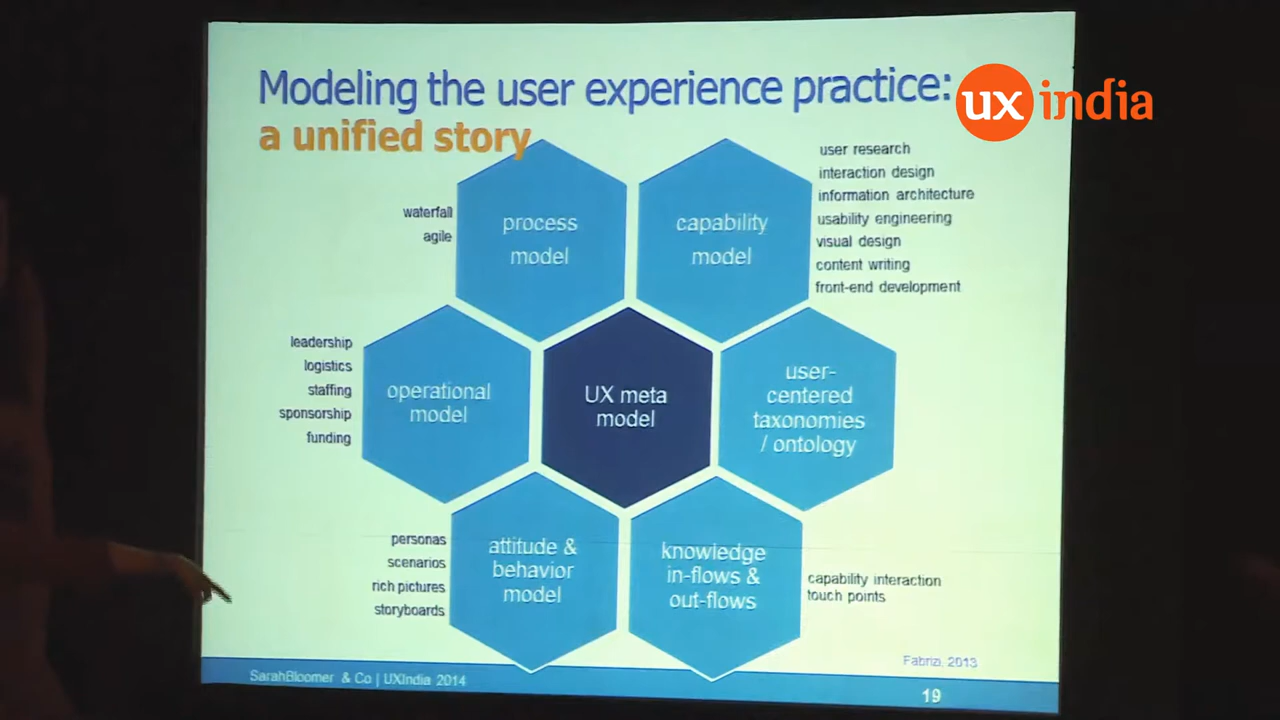 Modeling the user experience practice:
a unified story
ux india
process
model
waterfall
agile
capability
model
user research
interaction design
information architecture
usability engineering
visual design
content writing
front-end development
leadership
logistics
staffing
sponsorship
funding
operational
model
UX meta
model
user-
centered
taxonomies
/ ontology
personas
scenarios
rich pictures
storyboards
attitude &
behavior
model
knowledge
in-flows &
out-flows
capability interaction
touch points
Fabrizi, 2013
SarahBloomer & Co | UXIndia 2014
19